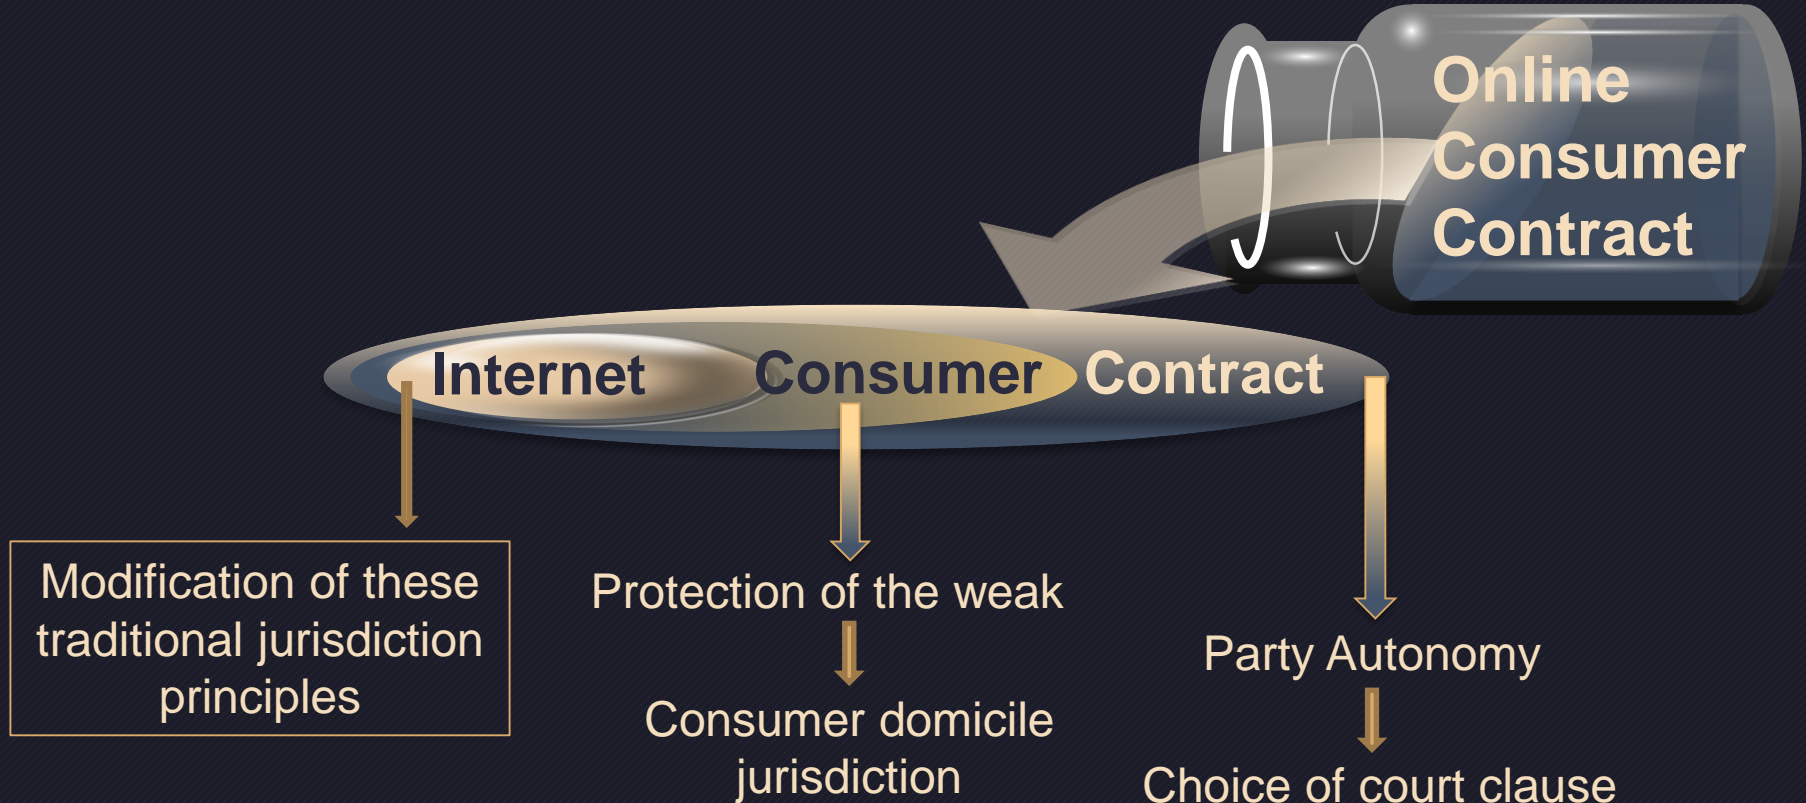 Online
Consumer
Contract
Internet Consumer Contract
Modification of these
traditional jurisdiction
principles
Protection of the weak
Consumer domicile
jurisdiction
Party Autonomy
Choice of court clause